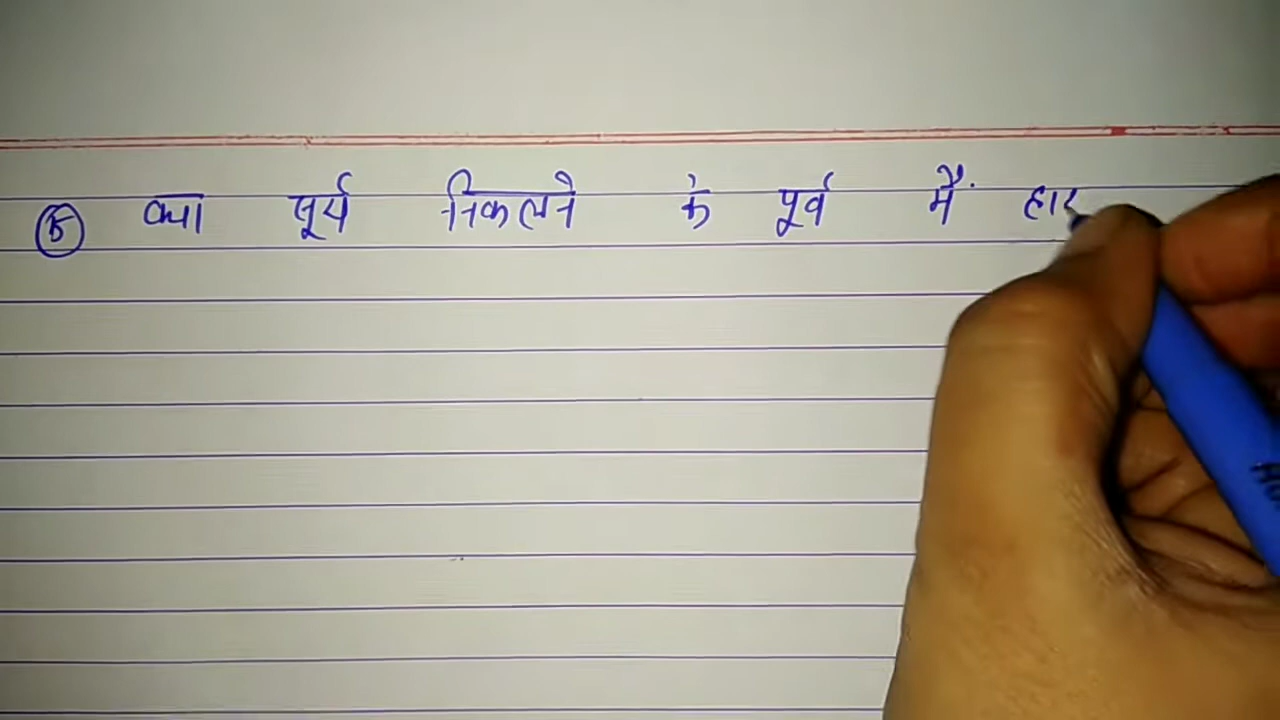 5 क्या सूर्य निकलने के पूर्व मैं हार